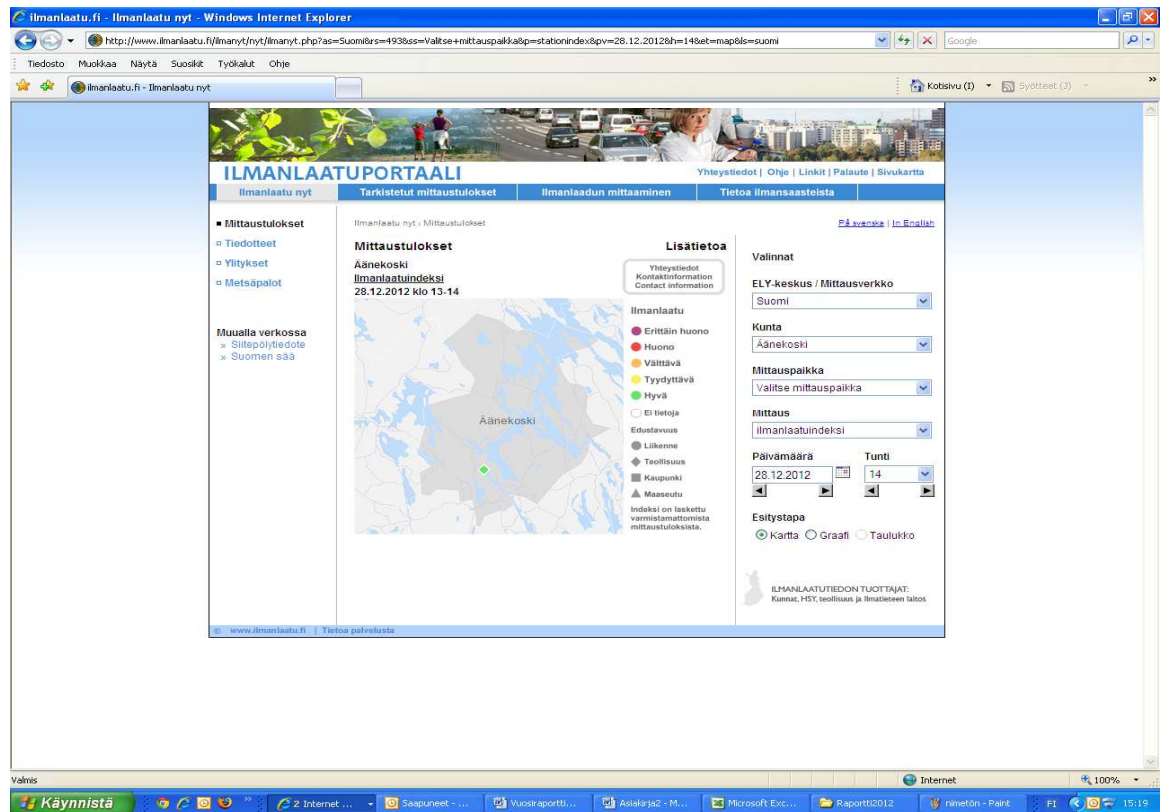 ilmanlaatu.fi - Ilmanlaatu nyt - Windows Internet Explorer
http://www.ilmanlaatu.fi/ilmanyt/nyt/ilmanyt.php?as=Suomi&rs=493&ss=Valitse+mittauspaikka&p=stationindex&pv=28.12.2012&h=14&et=map&ls=suomi
Google
Tiedosto Muokkaa Näytä Suosikit Työkalut Ohje
ilmanlaatu.fi - Ilmanlaatu nyt
Kotisivu (I) Syötteet (J) »
ILMANLAATUPORTAALI
Yhteystiedot | Ohje | Linkit | Palaute | Sivukartta
Ilmanlaatu nyt Tarkistetut mittaustulokset Ilmanlaadun mittaaminen Tietoa ilmansaasteista
Mittaustulokset
Tiedotteet
Ylitykset
Metsäpalot
Muualla verkossa
» Siitepölytiedote
» Suomen sää
Ilmanlaatu nyt › Mittaustulokset
På svenska | In English
Mittaustulokset
Äänekoski
Ilmanlaatuindeksi
28.12.2012 klo 13-14
Äänekoski
Lisätietoa
Yhteystiedot
Kontaktinformation
Contact information
Ilmanlaatu
Erittäin huono
Huono
Välttävä
Tyydyttävä
Hyvä
Ei tietoja
Edustavuus
Liikenne
Teollisuus
Kaupunki
Maaseutu
Indeksi on laskettu
varmistamattomista
mittaustuloksista.
Valinnat
ELY-keskus / Mittausverkko
Suomi
Kunta
Äänekoski
Mittauspaikka
Valitse mittauspaikka
Mittaus
ilmanlaatuindeksi
Päivämäärä Tunti
28.12.2012 14
Esitystapa
Kartta Graafi Taulukko
ILMANLAATUTIEDON TUOTTAJAT:
Kunnat, HSY, teollisuus ja Ilmatieteen laitos
© www.ilmanlaatu.fi | Tietoa palvelusta
Valmis Internet 100%
Käynnistä » 2 Internet ... Saapuneet - ... Vuosiraportti... Asiakirja2 - M... Microsoft Exc... Raportti2012 nimetön - Paint FI 15:19